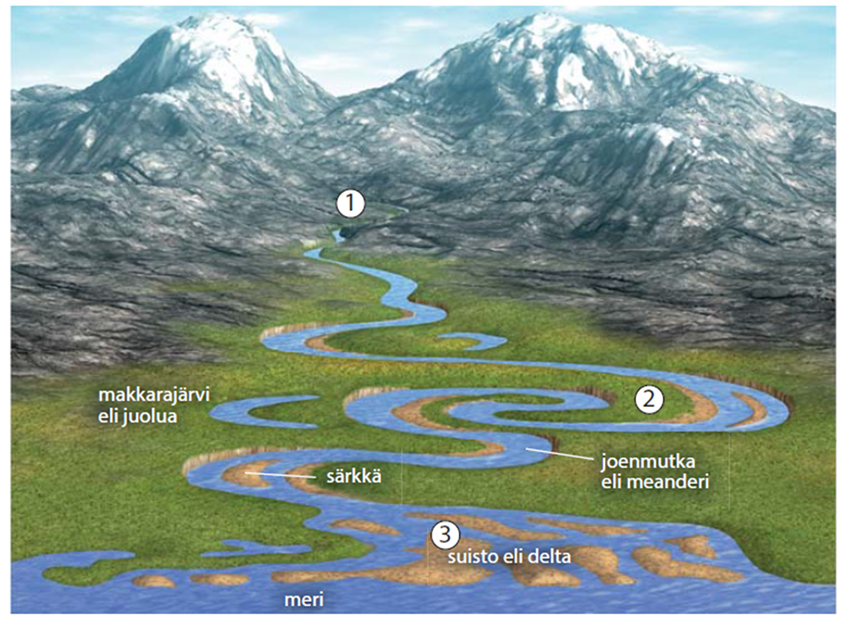 1
makkarajärvi
eli juolua
2
joenmutka
eli meanderi
särkkä
3
suisto eli delta
meri